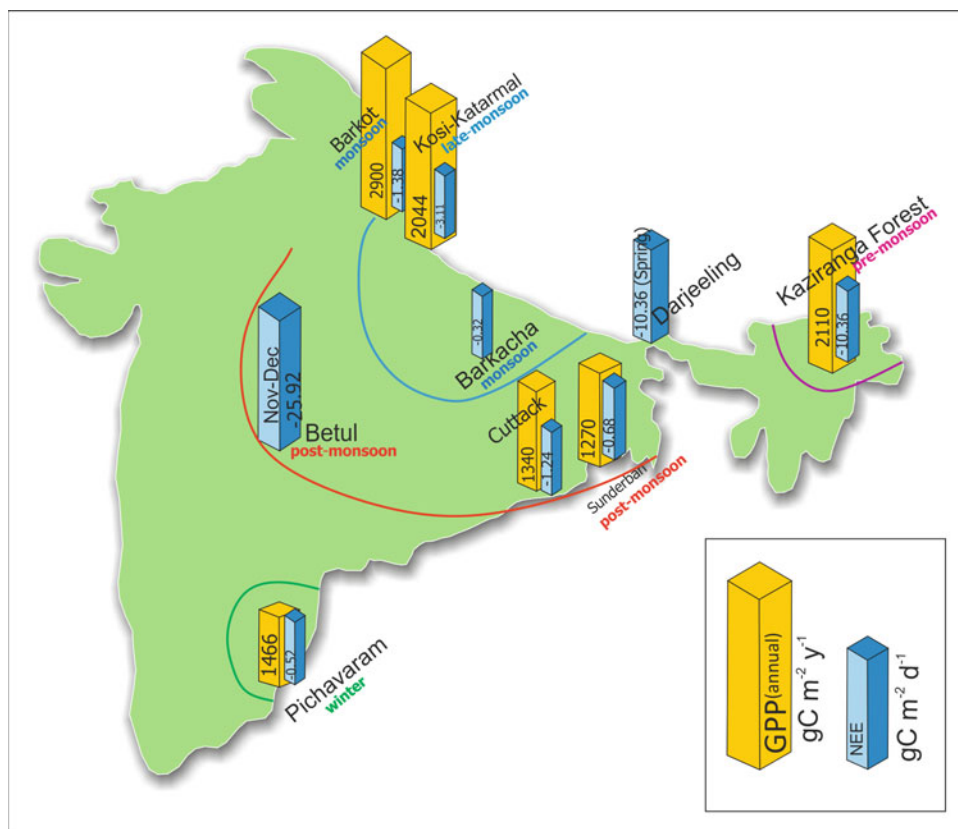 Barkot
monsoon
2900
-1.38
Kosi-Katarmal
late-monsoon
2044
-3.11
Barkacha
monsoon
-0.32
-10.36 (Spring)
Darjeeling
Kaziranga Forest
pre-monsoon
2110
-10.36
Nov-Dec
-25.92
Betul
post-monsoon
Cuttack
1340
-1.24
1270
-0.68
Sunderban
post-monsoon
1466
-0.52
Pichavaram
winter
GPP(annual)
gC m⁻² y⁻¹
NEE
gC m⁻² d⁻¹